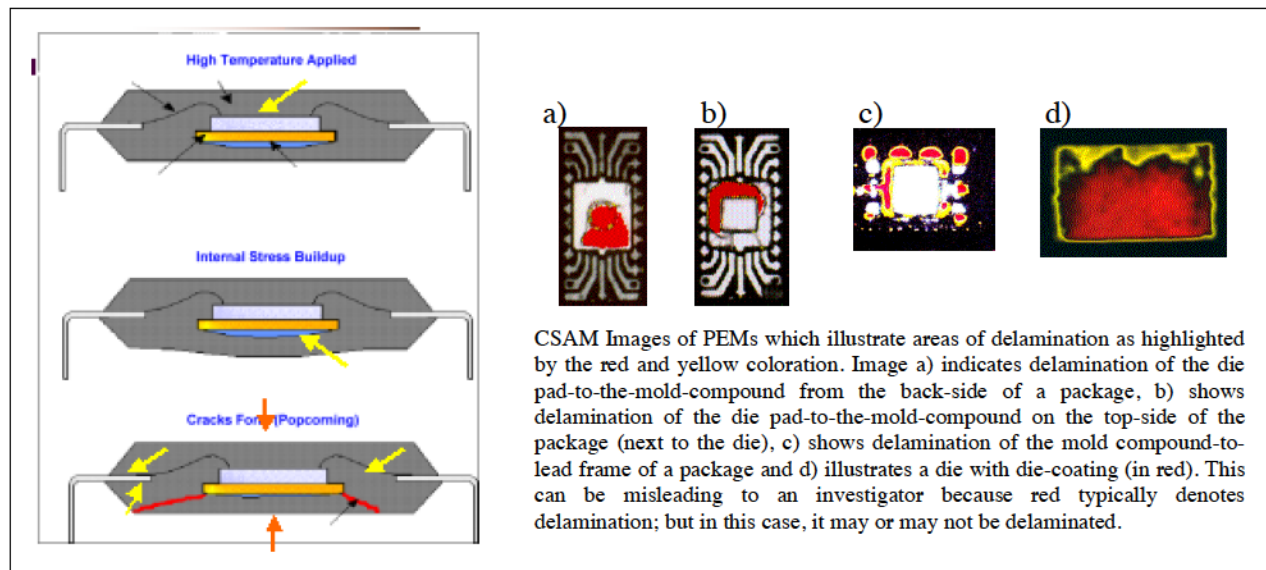 High Temperature Applied
Internal Stress Buildup
Cracks Form (Popcorning)
a)
b)
c)
d)
CSAM Images of PEMs which illustrate areas of delamination as highlighted
by the red and yellow coloration. Image a) indicates delamination of the die
pad-to-the-mold-compound from the back-side of a package, b) shows
delamination of the die pad-to-the-mold-compound on the top-side of the
package (next to the die), c) shows delamination of the mold compound-to-
lead frame of a package and d) illustrates a die with die-coating (in red). This
can be misleading to an investigator because red typically denotes
delamination; but in this case, it may or may not be delaminated.